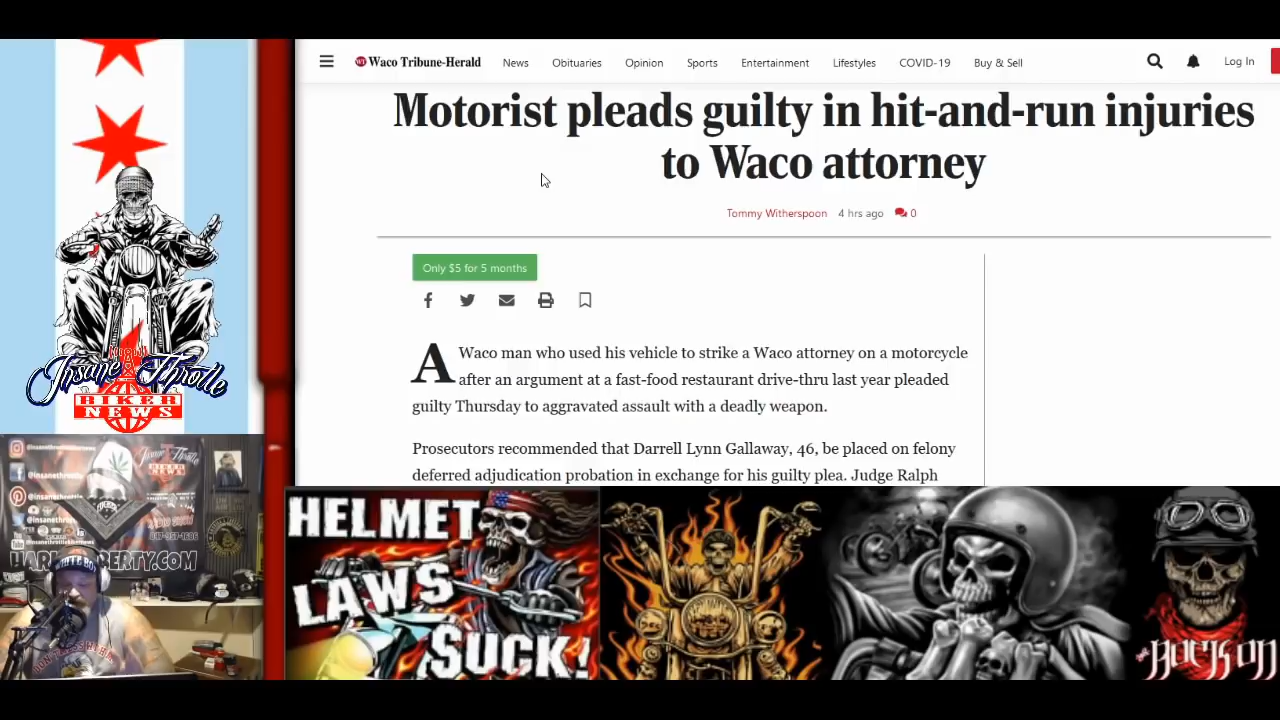 Waco Tribune-Herald News Obituaries Opinion Sports Entertainment Lifestyles COVID-19 Buy & Sell Log In
Motorist pleads guilty in hit-and-run injuries
to Waco attorney
Tommy Witherspoon 4 hrs ago 0
Only $5 for 5 months
A Waco man who used his vehicle to strike a Waco attorney on a motorcycle
after an argument at a fast-food restaurant drive-thru last year pleaded
guilty Thursday to aggravated assault with a deadly weapon.
Prosecutors recommended that Darrell Lynn Gallaway, 46, be placed on felony
deferred adjudication probation in exchange for his guilty plea. Judge Ralph
Insane Throttle
BIKER
NEWS
HELMET
LAWS
SUCK!